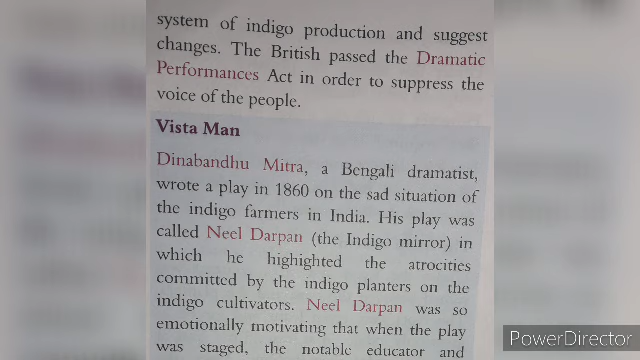 system of indigo production and suggest
changes. The British passed the Dramatic
Performances Act in order to suppress the
voice of the people.
Vista Man
Dinabandhu Mitra, a Bengali dramatist,
wrote a play in 1860 on the sad situation of
the indigo farmers in India. His play was
called Neel Darpan (the Indigo mirror) in
which he highighted the atrocities
committed by the indigo planters on the
indigo cultivators. Neel Darpan was so
emotionally motivating that when the play
was staged, the notable educator and
PowerDirector